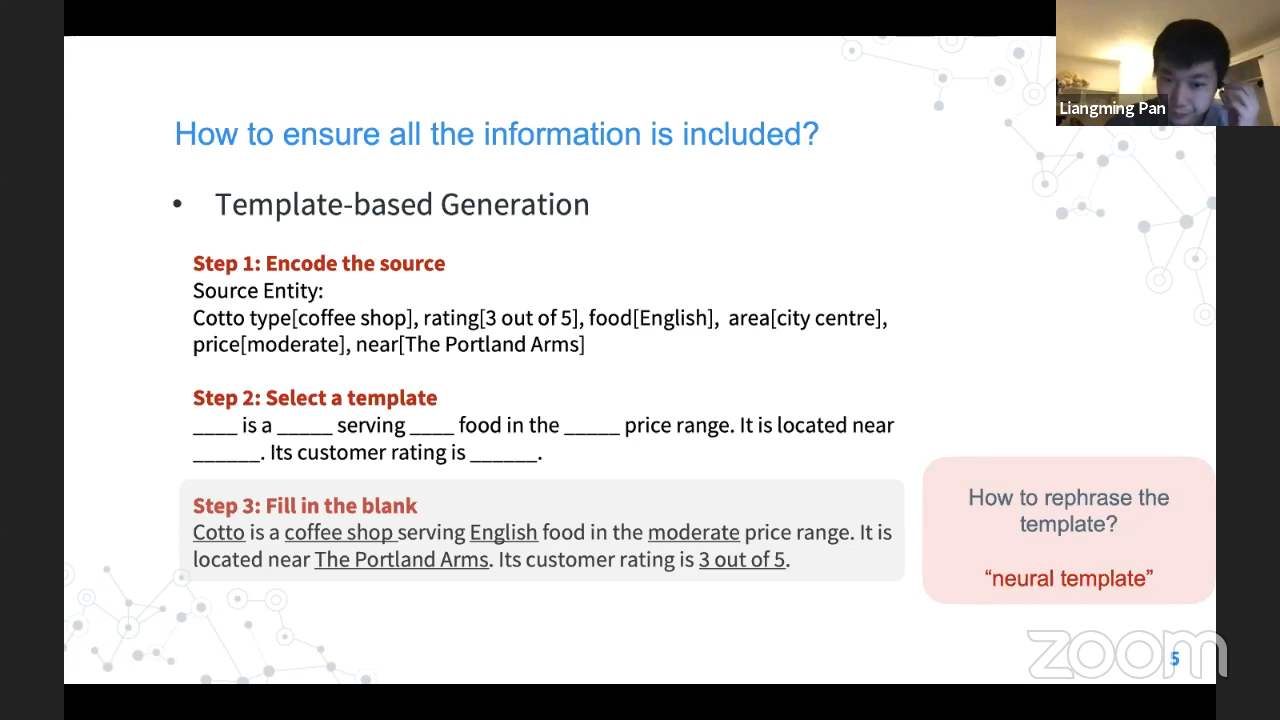 Liangming Pan
How to ensure all the information is included?
• Template-based Generation
Step 1: Encode the source
Source Entity:
Cotto type[coffee shop], rating[3 out of 5], food[English], area[city centre],
price[moderate], near[The Portland Arms]
Step 2: Select a template
____ is a _____ serving ____ food in the _____ price range. It is located near
______. Its customer rating is ______.
Step 3: Fill in the blank
Cotto is a coffee shop serving English food in the moderate price range. It is
located near The Portland Arms. Its customer rating is 3 out of 5.
How to rephrase the
template?
“neural template”
zoom
5